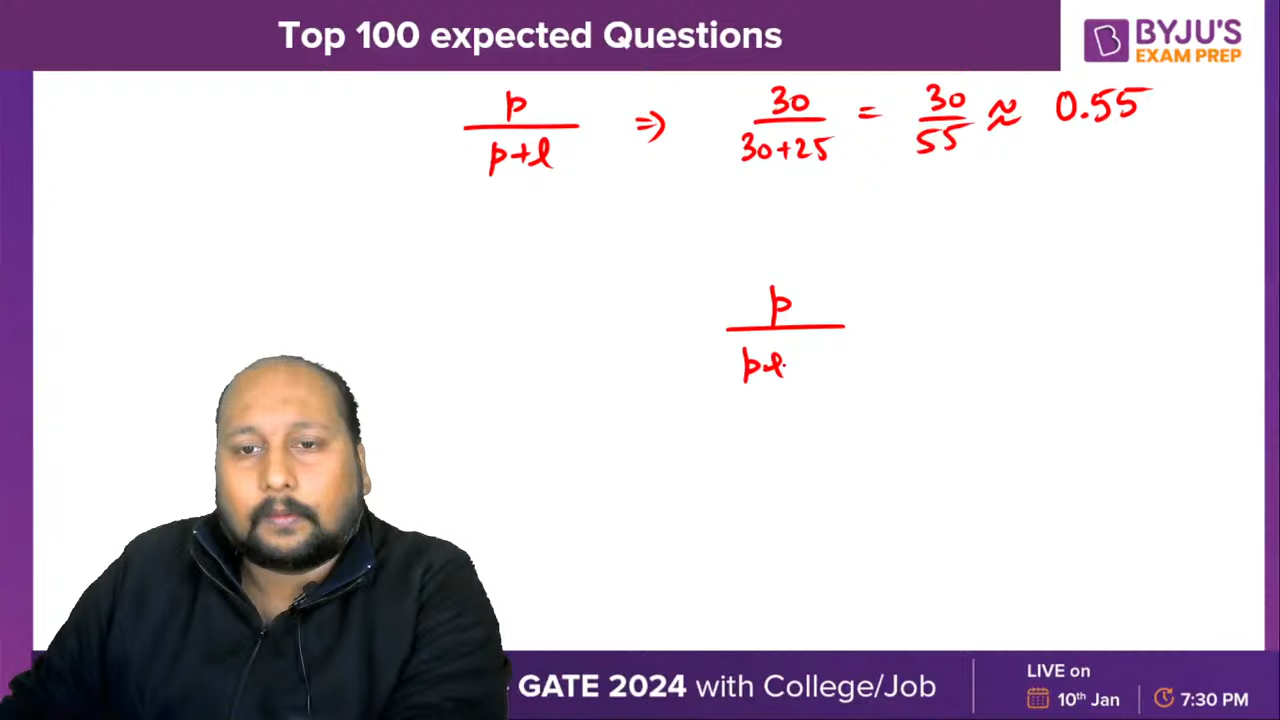 Top 100 expected Questions
BYJU'S
EXAM PREP
p / p+l ⇒ 30 / 30+25 = 30 / 55 ≈ 0.55
p / p+l
GATE 2024 with College/Job
LIVE on
10th Jan
7:30 PM